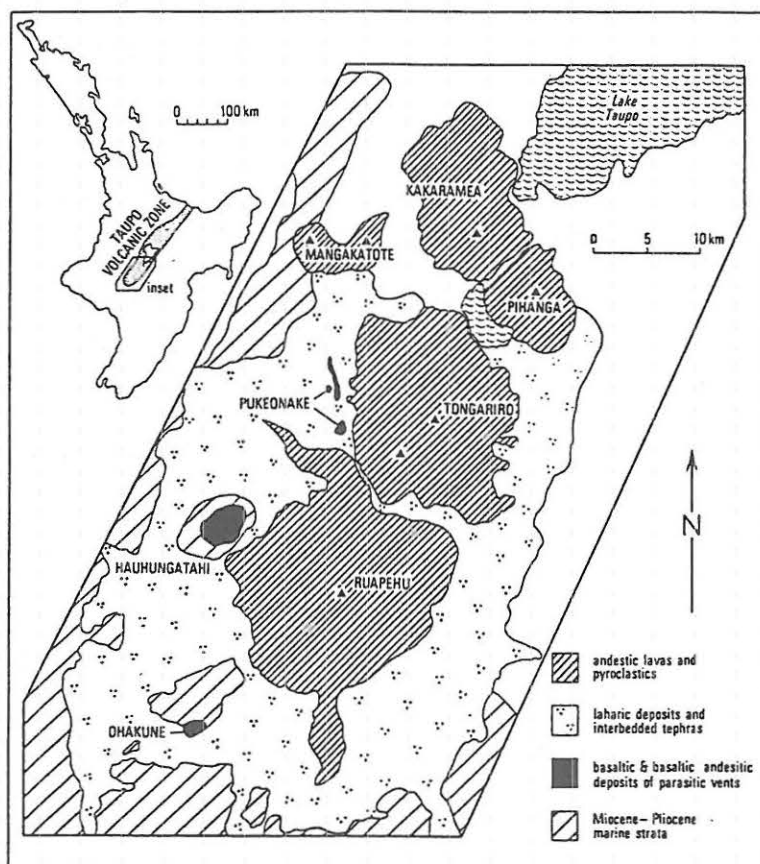 0 100 km
TAUPO
VOLCANIC ZONE
inset
Lake
Taupo
KAKARAMEA
0 5 10 km
MANGAKATOTE
PIHANGA
PUKEONAKE
TONGARIRO
N
HAUHUNGATAHI
RUAPEHU
OHAKUNE
andestic lavas and
pyroclastics
laharic deposits and
interbedded tephras
basaltic & basaltic andesitic
deposits of parasitic vents
Miocene-Pliocene
marine strata